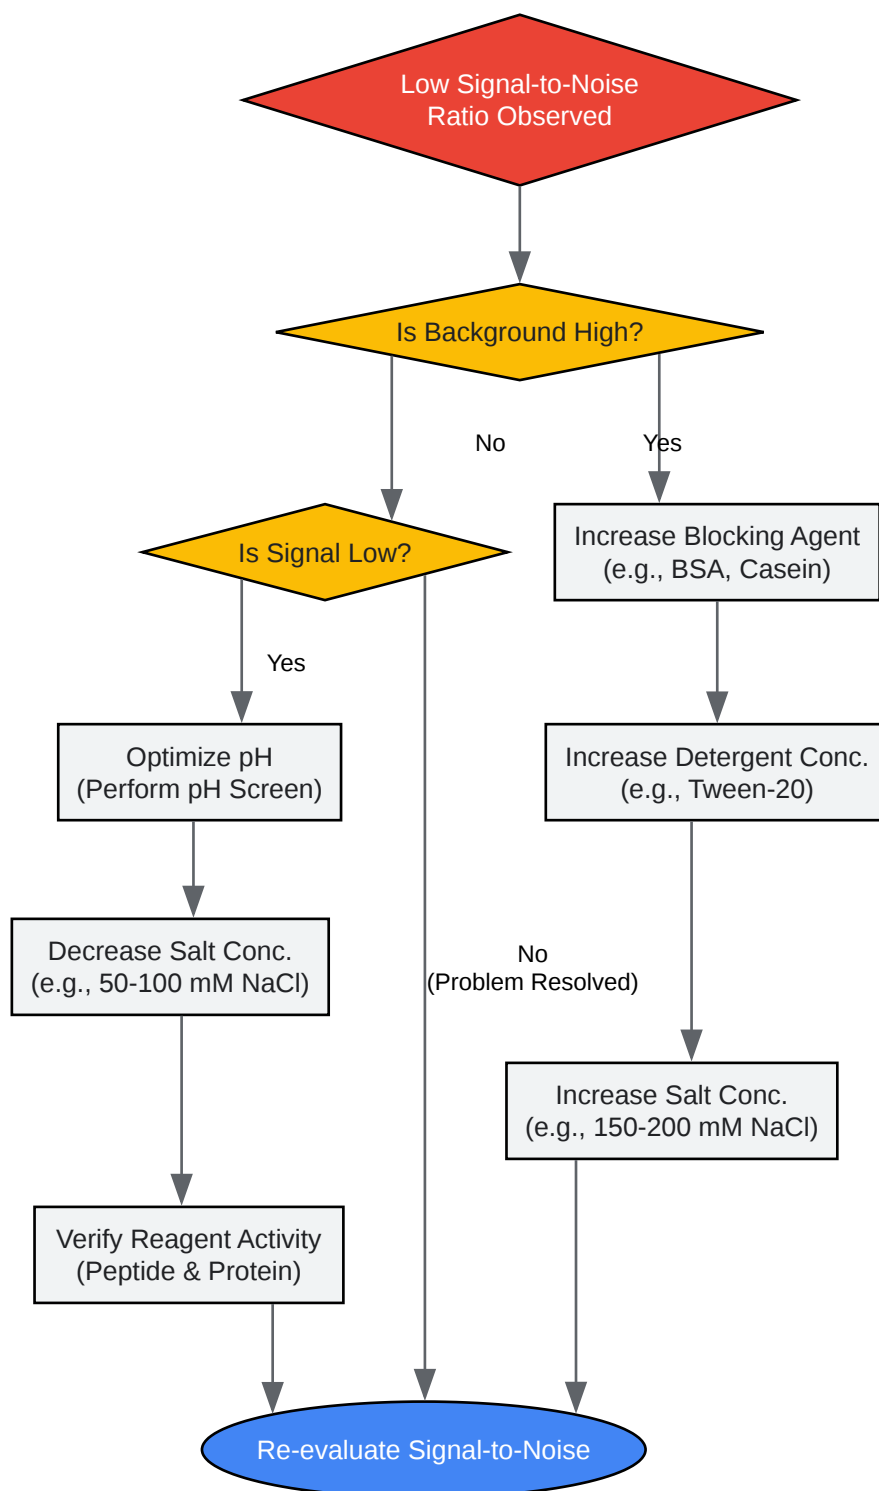 Low Signal-to-Noise
Ratio Observed
Is Background High?
No
Yes
Is Signal Low?
Increase Blocking Agent
(e.g., BSA, Casein)
Yes
Optimize pH
(Perform pH Screen)
Increase Detergent Conc.
(e.g., Tween-20)
Decrease Salt Conc.
(e.g., 50-100 mM NaCl)
No
(Problem Resolved)
Increase Salt Conc.
(e.g., 150-200 mM NaCl)
Verify Reagent Activity
(Peptide & Protein)
Re-evaluate Signal-to-Noise